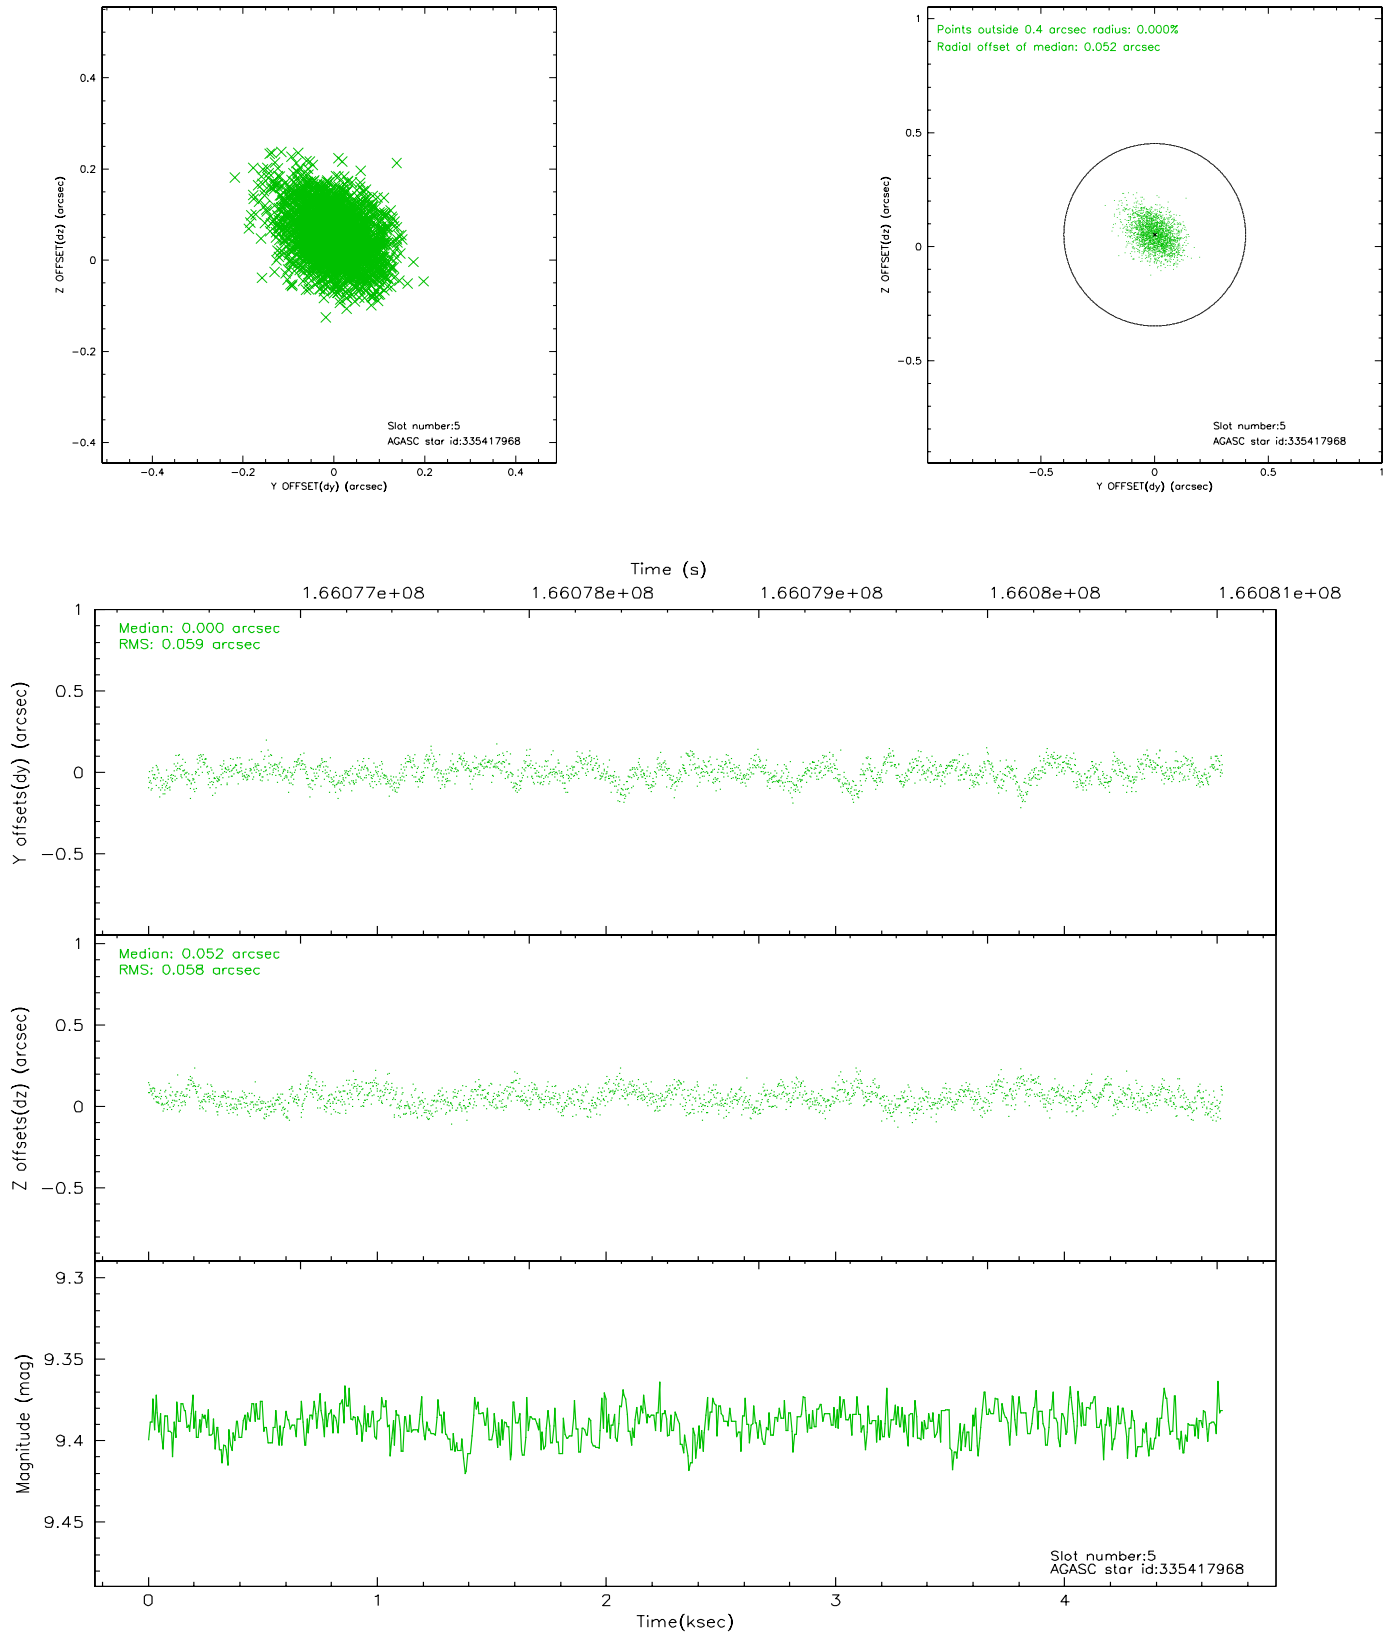 0.4
0.2
0
−0.2
−0.4
Z OFFSET(dz) (arcsec)
Slot number:5
AGASC star id:335417968
−0.4 −0.2 0 0.2 0.4
Y OFFSET(dy) (arcsec)
Points outside 0.4 arcsec radius: 0.000%
Radial offset of median: 0.052 arcsec
1
0.5
0
−0.5
Z OFFSET(dz) (arcsec)
Slot number:5
AGASC star id:335417968
−0.5 0 0.5 1
Y OFFSET(dy) (arcsec)
Time (s)
1.66077e+08 1.66078e+08 1.66079e+08 1.6608e+08 1.66081e+08
Median: 0.000 arcsec
RMS: 0.059 arcsec
1
0.5
0
−0.5
Y offsets(dy) (arcsec)
Median: 0.052 arcsec
RMS: 0.058 arcsec
1
0.5
0
−0.5
Z offsets(dz) (arcsec)
9.3
9.35
9.4
9.45
Magnitude (mag)
Slot number:5
AGASC star id:335417968
0 1 2 3 4
Time(ksec)